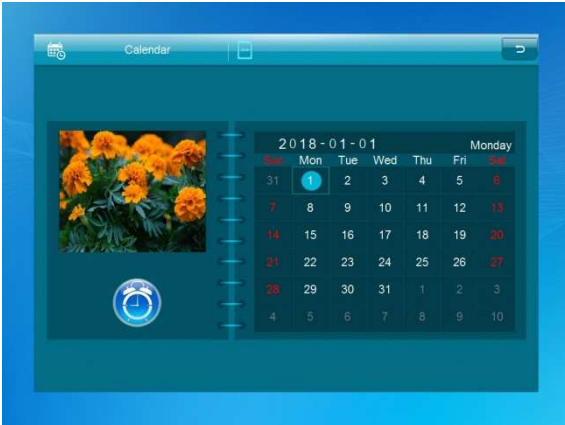 Calendar
2018-01-01 Monday
Sun Mon Tue Wed Thu Fri Sat
31 1 2 3 4 5 6
7 8 9 10 11 12 13
14 15 16 17 18 19 20
21 22 23 24 25 26 27
28 29 30 31 1 2 3
4 5 6 7 8 9 10